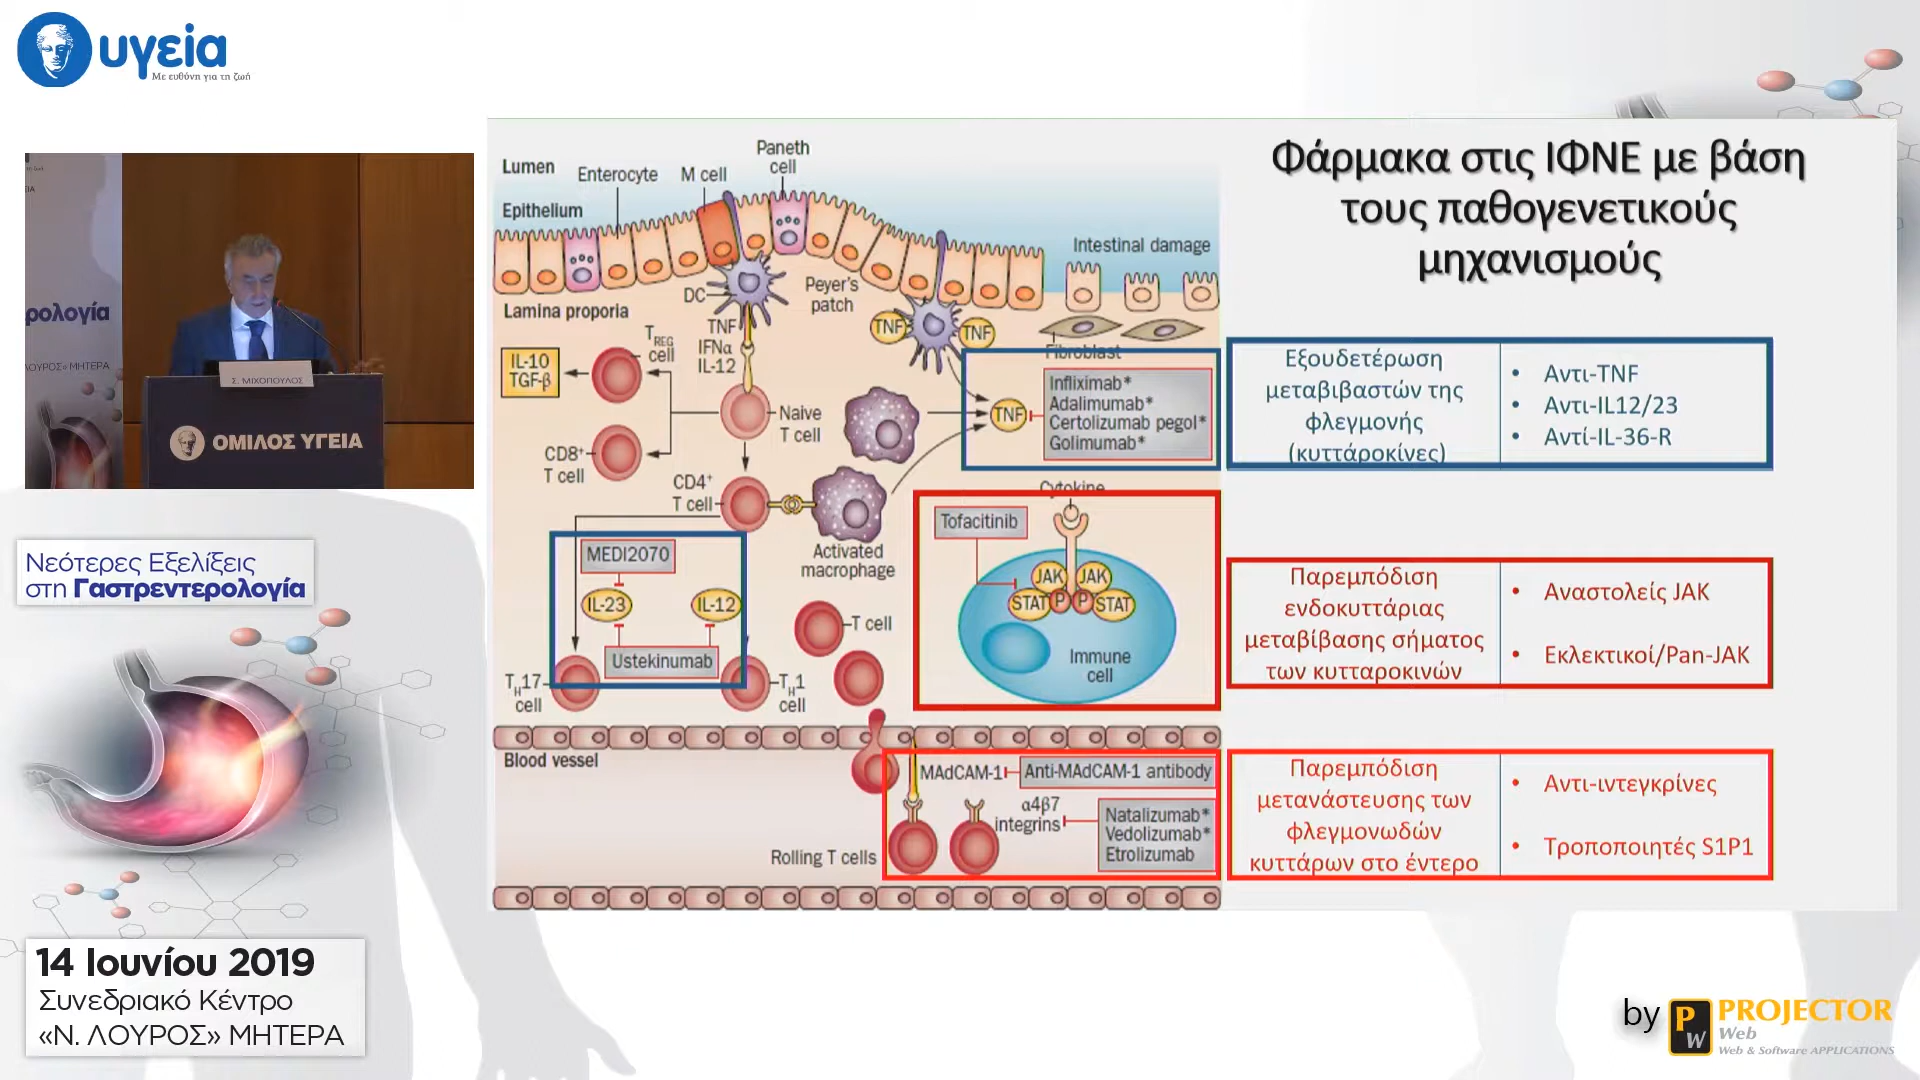 υγεία
Με ευθύνη για τη ζωή
ρολογία
ΛΟΥΡΟΣ» ΜΗΤΕΡΑ
Σ. ΜΙΧΟΠΟΥΛΟΣ
ΟΜΙΛΟΣ ΥΓΕΙΑ
Νεότερες Εξελίξεις
στη Γαστρεντερολογία
14 Ιουνίου 2019
Συνεδριακό Κέντρο
«Ν. ΛΟΥΡΟΣ» ΜΗΤΕΡΑ
Φάρμακα στις ΙΦΝΕ με βάση
τους παθογενετικούς
μηχανισμούς
Lumen
Enterocyte
M cell
Paneth
cell
Epithelium
Intestinal damage
DC
Peyer's
patch
Lamina proporia
TNF
IFNα
IL-12
TREG
cell
IL-10
TGF-β
TNF
TNF
Fibroblast
Naive
T cell
CD8+
T cell
CD4+
T cell
TNF
Infliximab*
Adalimumab*
Certolizumab pegol*
Golimumab*
Activated
macrophage
MEDI2070
IL-23
IL-12
Ustekinumab
TH17
cell
TH1
cell
T cell
Cytokine
Tofacitinib
JAK
JAK
STAT
P
P
STAT
Immune
cell
Blood vessel
MAdCAM-1
Anti-MAdCAM-1 antibody
α4β7
integrins
Natalizumab*
Vedolizumab*
Etrolizumab
Rolling T cells
Εξουδετέρωση
μεταβιβαστών της
φλεγμονής
(κυτταροκίνες)
• Αντι-TNF
• Αντι-IL12/23
• Αντί-IL-36-R
Παρεμπόδιση
ενδοκυττάριας
μεταβίβασης σήματος
των κυτταροκινών
• Αναστολείς JAK
• Εκλεκτικοί/Pan-JAK
Παρεμπόδιση
μετανάστευσης των
φλεγμονωδών
κυττάρων στο έντερο
• Αντι-ιντεγκρίνες
• Τροποποιητές S1P1
by
PW
PROJECTOR
Web
Web & Software APPLICATIONS